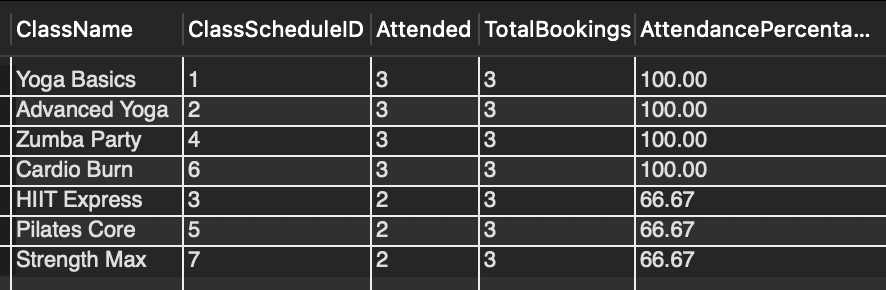 ClassName ClassScheduleID Attended TotalBookings AttendancePercenta...
Yoga Basics 1 3 3 100.00
Advanced Yoga 2 3 3 100.00
Zumba Party 4 3 3 100.00
Cardio Burn 6 3 3 100.00
HIIT Express 3 2 3 66.67
Pilates Core 5 2 3 66.67
Strength Max 7 2 3 66.67